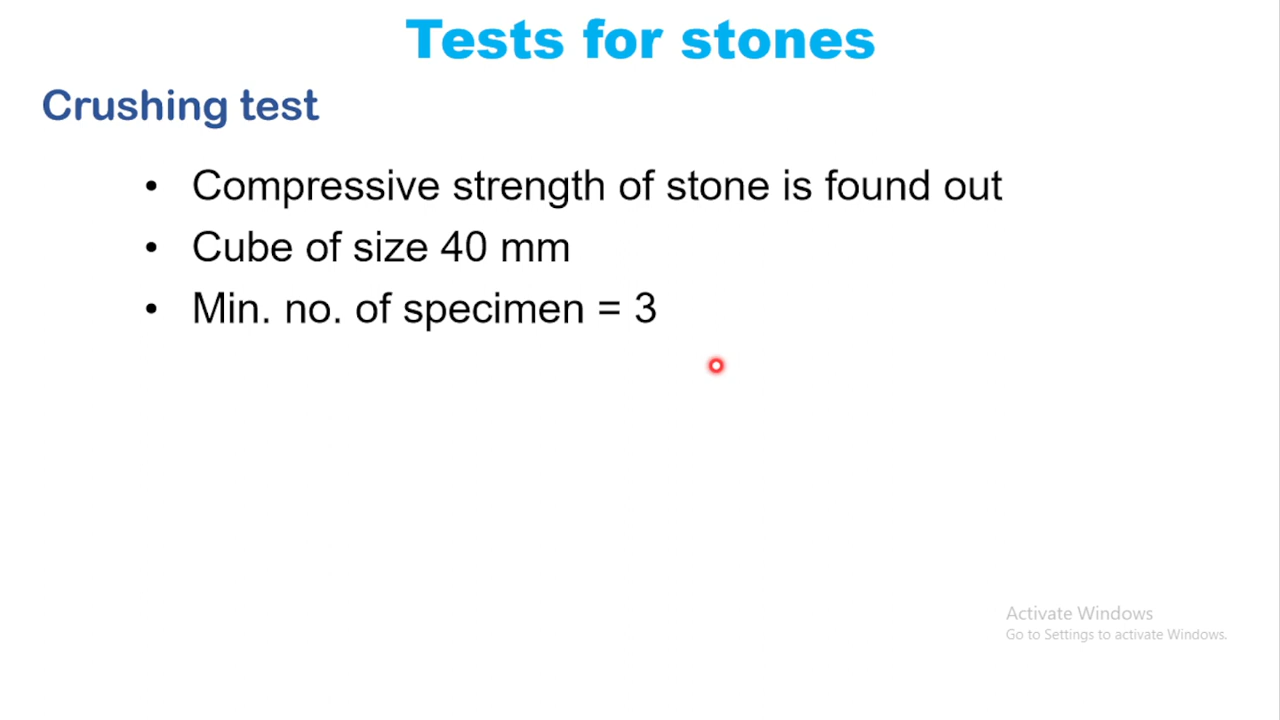 Tests for stones
Crushing test
• Compressive strength of stone is found out
• Cube of size 40 mm
• Min. no. of specimen = 3
Activate Windows
Go to Settings to activate Windows.